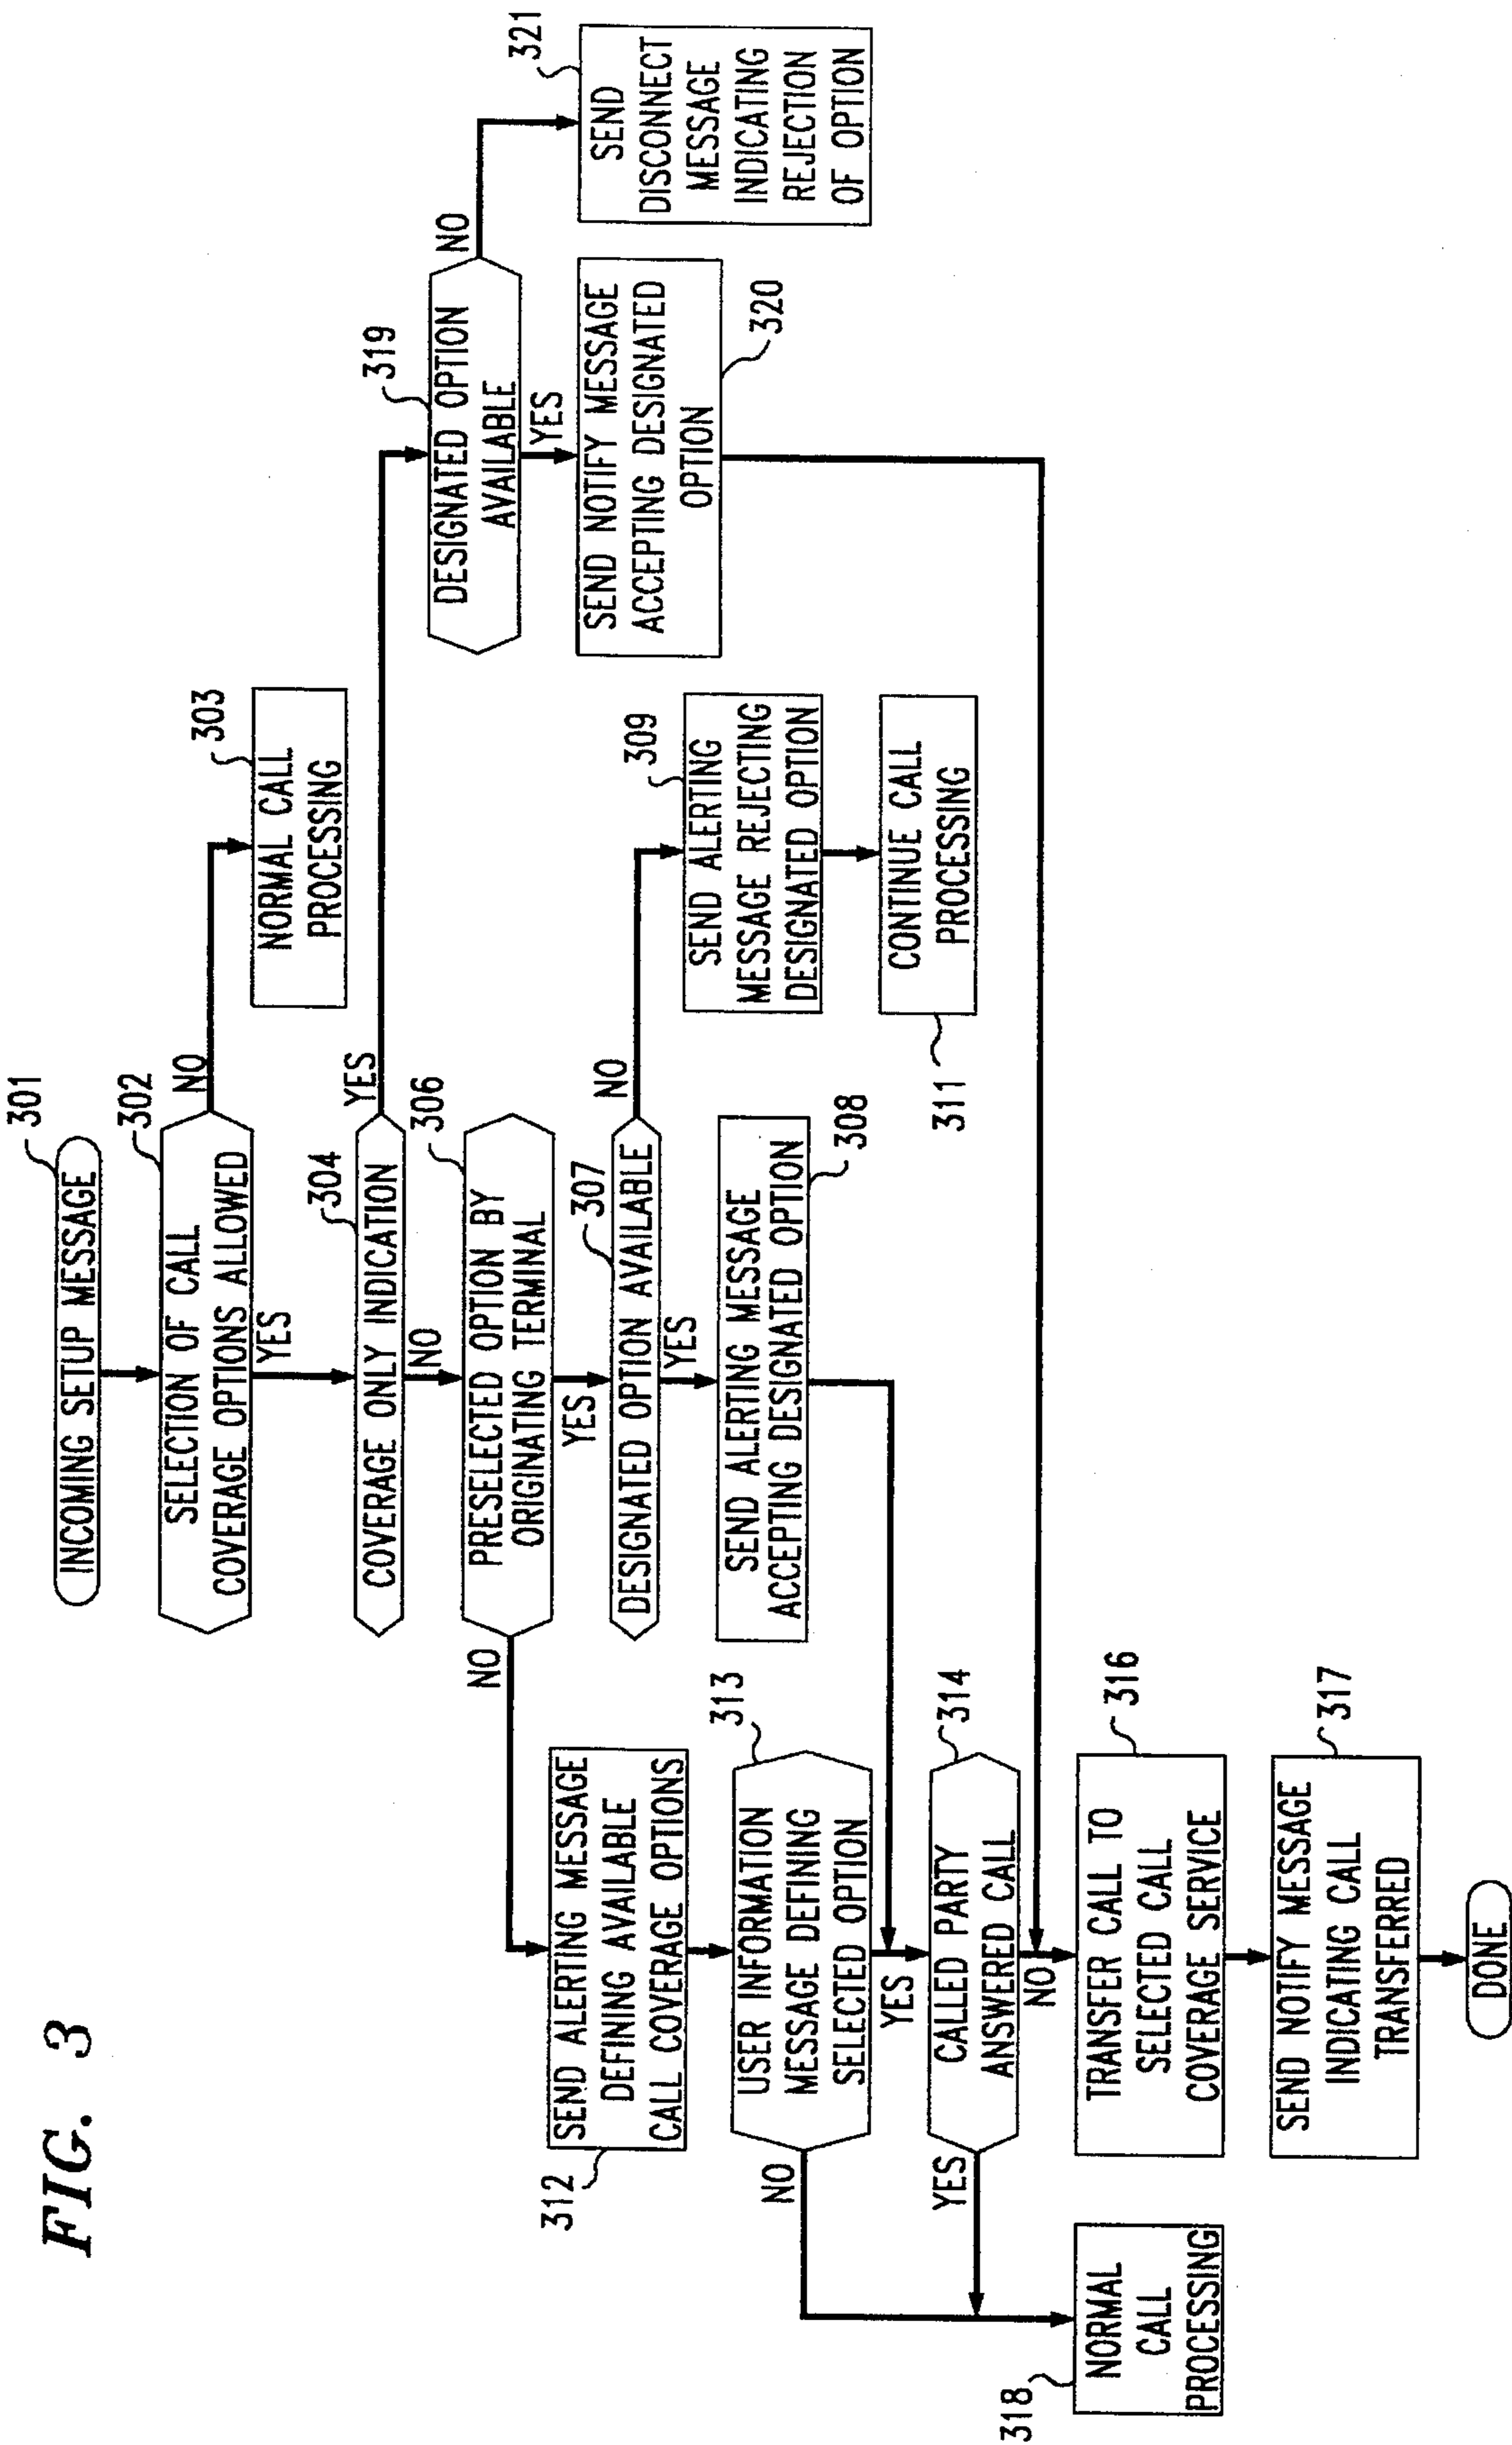 FIG. 3
301
INCOMING SETUP MESSAGE
302
SELECTION OF CALL
COVERAGE OPTIONS ALLOWED
NO
YES
303
NORMAL CALL
PROCESSING
304
COVERAGE ONLY INDICATION
YES
NO
306
PRESELECTED OPTION BY
ORIGINATING TERMINAL
NO
YES
307
DESIGNATED OPTION AVAILABLE
NO
YES
308
SEND ALERTING MESSAGE
ACCEPTING DESIGNATED OPTION
309
SEND ALERTING
MESSAGE REJECTING
DESIGNATED OPTION
311
CONTINUE CALL
PROCESSING
319
DESIGNATED OPTION
AVAILABLE
NO
YES
320
SEND NOTIFY MESSAGE
ACCEPTING DESIGNATED
OPTION
321
SEND
DISCONNECT
MESSAGE
INDICATING
REJECTION
OF OPTION
312
SEND ALERTING MESSAGE
DEFINING AVAILABLE
CALL COVERAGE OPTIONS
313
USER INFORMATION
MESSAGE DEFINING
SELECTED OPTION
NO
YES
314
CALLED PARTY
ANSWERED CALL
YES
NO
316
TRANSFER CALL TO
SELECTED CALL
COVERAGE SERVICE
317
SEND NOTIFY MESSAGE
INDICATING CALL
TRANSFERRED
318
NORMAL
CALL
PROCESSING
DONE